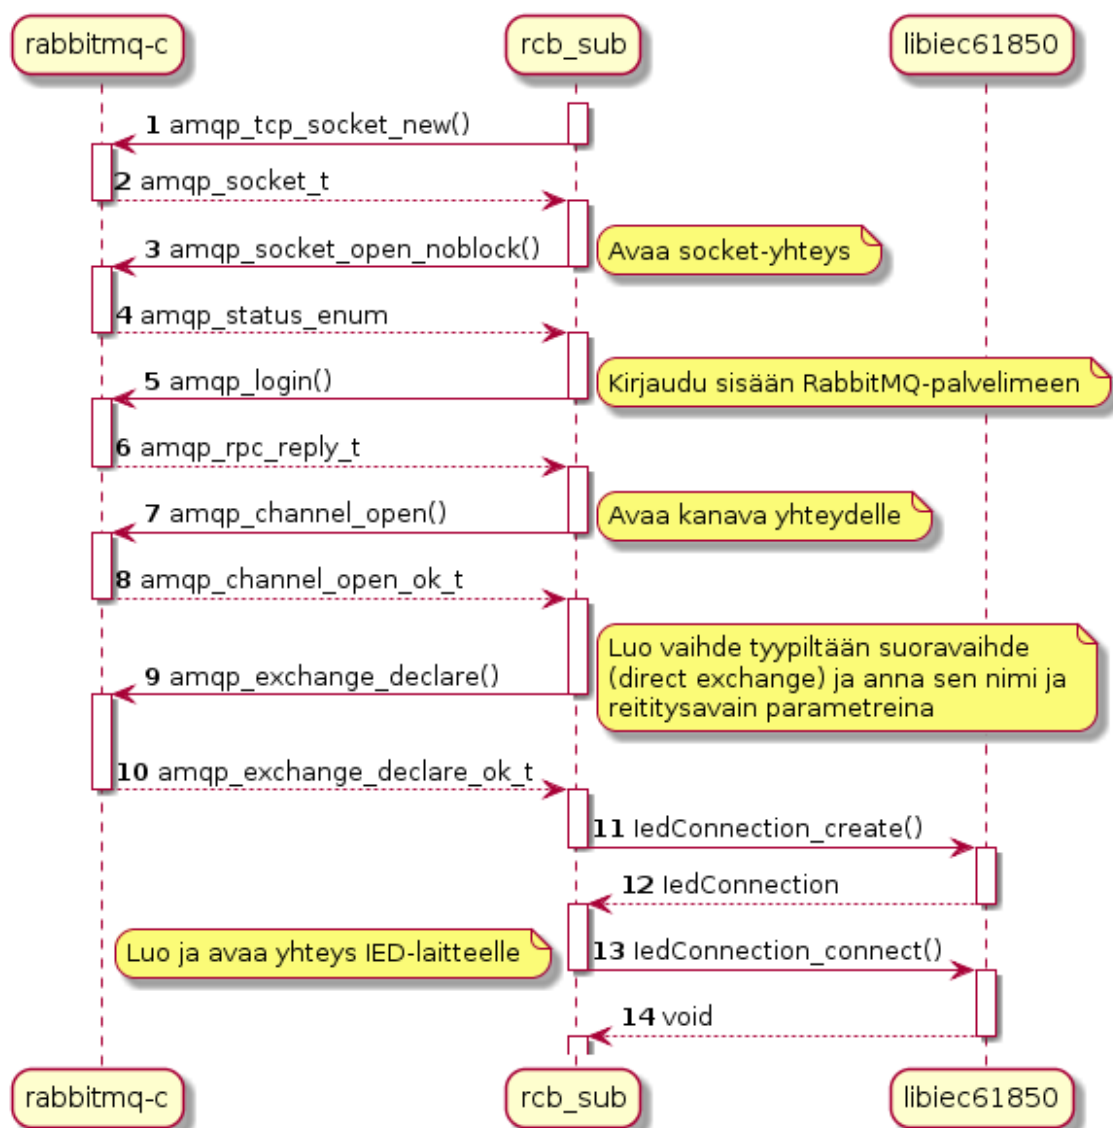 rabbitmq-c
rcb_sub
libiec61850
1 amqp_tcp_socket_new()
2 amqp_socket_t
3 amqp_socket_open_noblock()
Avaa socket-yhteys
4 amqp_status_enum
5 amqp_login()
Kirjaudu sisään RabbitMQ-palvelimeen
6 amqp_rpc_reply_t
7 amqp_channel_open()
Avaa kanava yhteydelle
8 amqp_channel_open_ok_t
9 amqp_exchange_declare()
Luo vaihde tyypiltään suoravaihde
(direct exchange) ja anna sen nimi ja
reititysavain parametreina
10 amqp_exchange_declare_ok_t
11 IedConnection_create()
12 IedConnection
Luo ja avaa yhteys IED-laitteelle
13 IedConnection_connect()
14 void
rabbitmq-c
rcb_sub
libiec61850